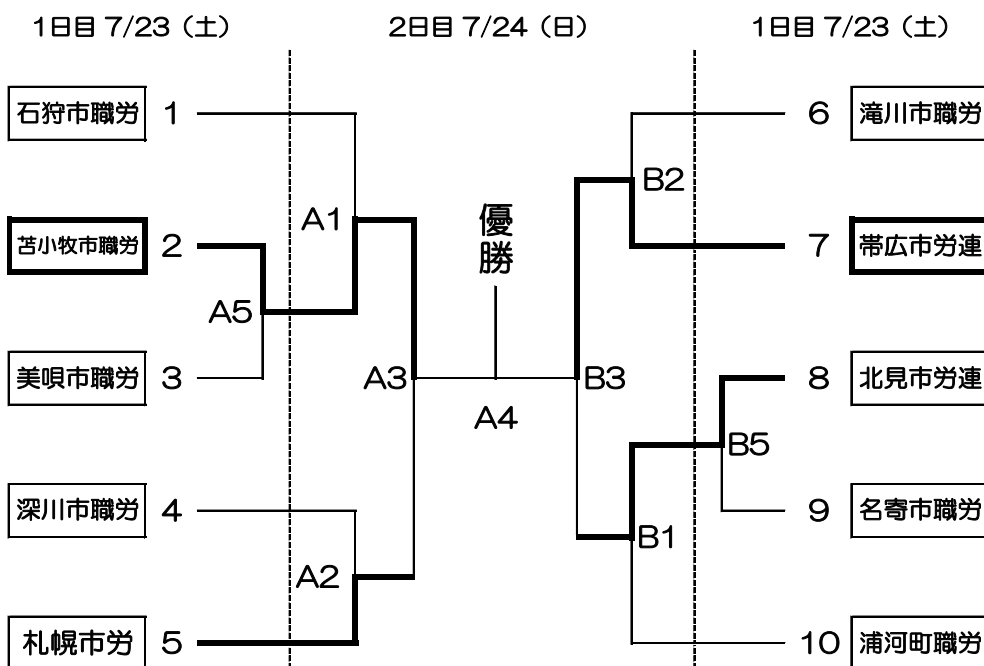 1日目 7/23（土）
2日目 7/24（日）
1日目 7/23（土）
石狩市職労 1
6 滝川市職労
B2
A1
優勝
苫小牧市職労 2
7 帯広市労連
A5
美唄市職労 3
A3
B3
8 北見市労連
A4
B5
深川市職労 4
9 名寄市職労
B1
A2
札幌市労 5
10 浦河町職労